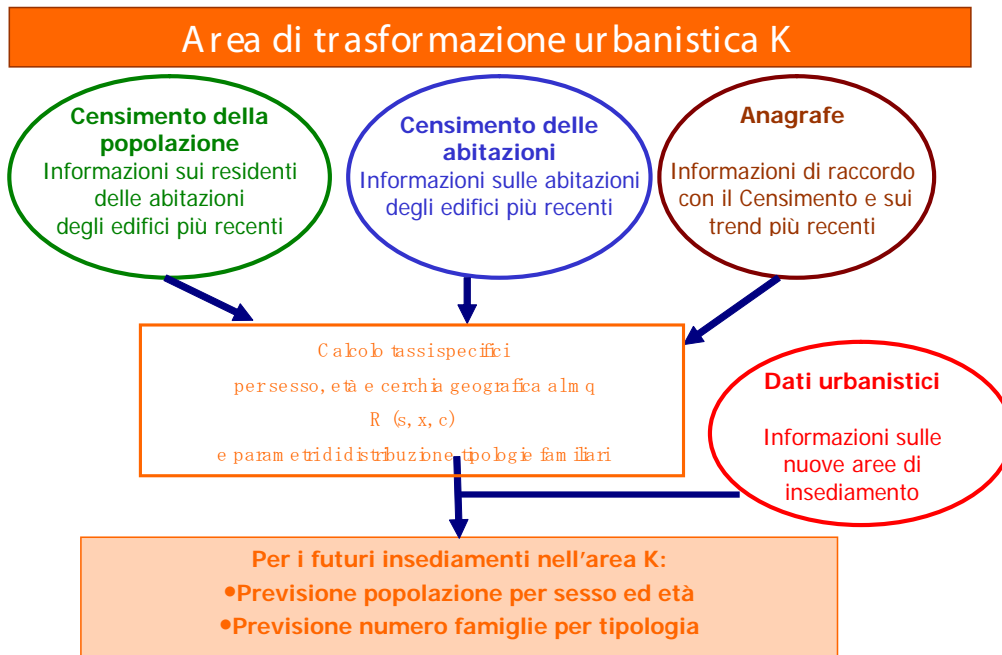 Area di trasformazione urbanistica K
Censimento della
popolazione
Informazioni sui residenti
delle abitazioni
degli edifici più recenti
Censimento delle
abitazioni
Informazioni sulle abitazioni
degli edifici più recenti
Anagrafe
Informazioni di raccordo
con il Censimento e sui
trend più recenti
Calcolo tassi specifici
per sesso, età e cerchia geografica al mq
R (s, x, c)
e parametri di distribuzione tipologie familiari
Dati urbanistici
Informazioni sulle
nuove aree di
insediamento
Per i futuri insediamenti nell'area K:
•Previsione popolazione per sesso ed età
•Previsione numero famiglie per tipologia